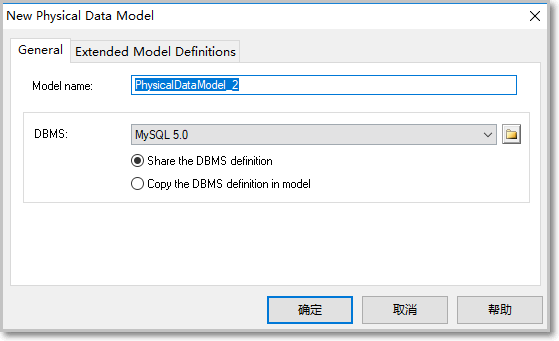 New Physical Data Model
General
Extended Model Definitions
Model name:
PhysicalDataModel_2
DBMS:
MySQL 5.0
Share the DBMS definition
Copy the DBMS definition in model
确定
取消
帮助